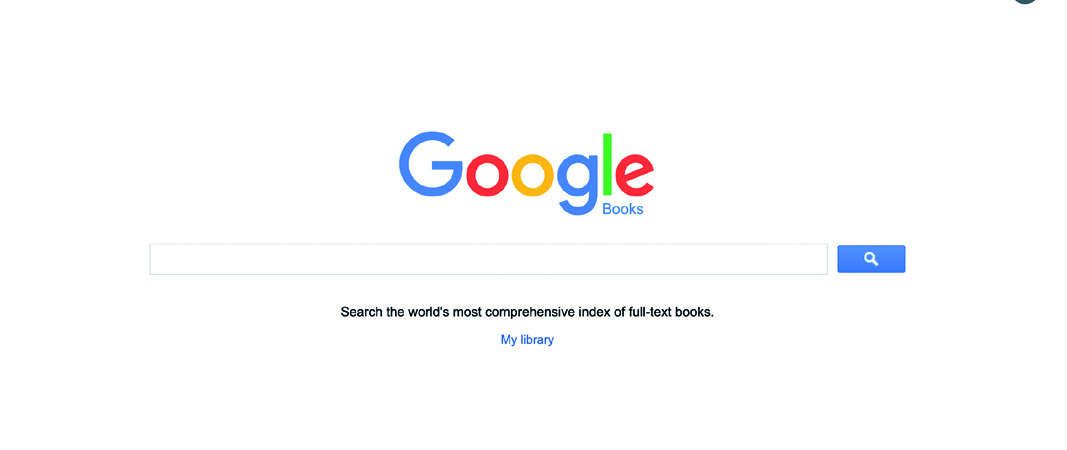 Google
Books
Search the world's most comprehensive index of full-text books.
My library